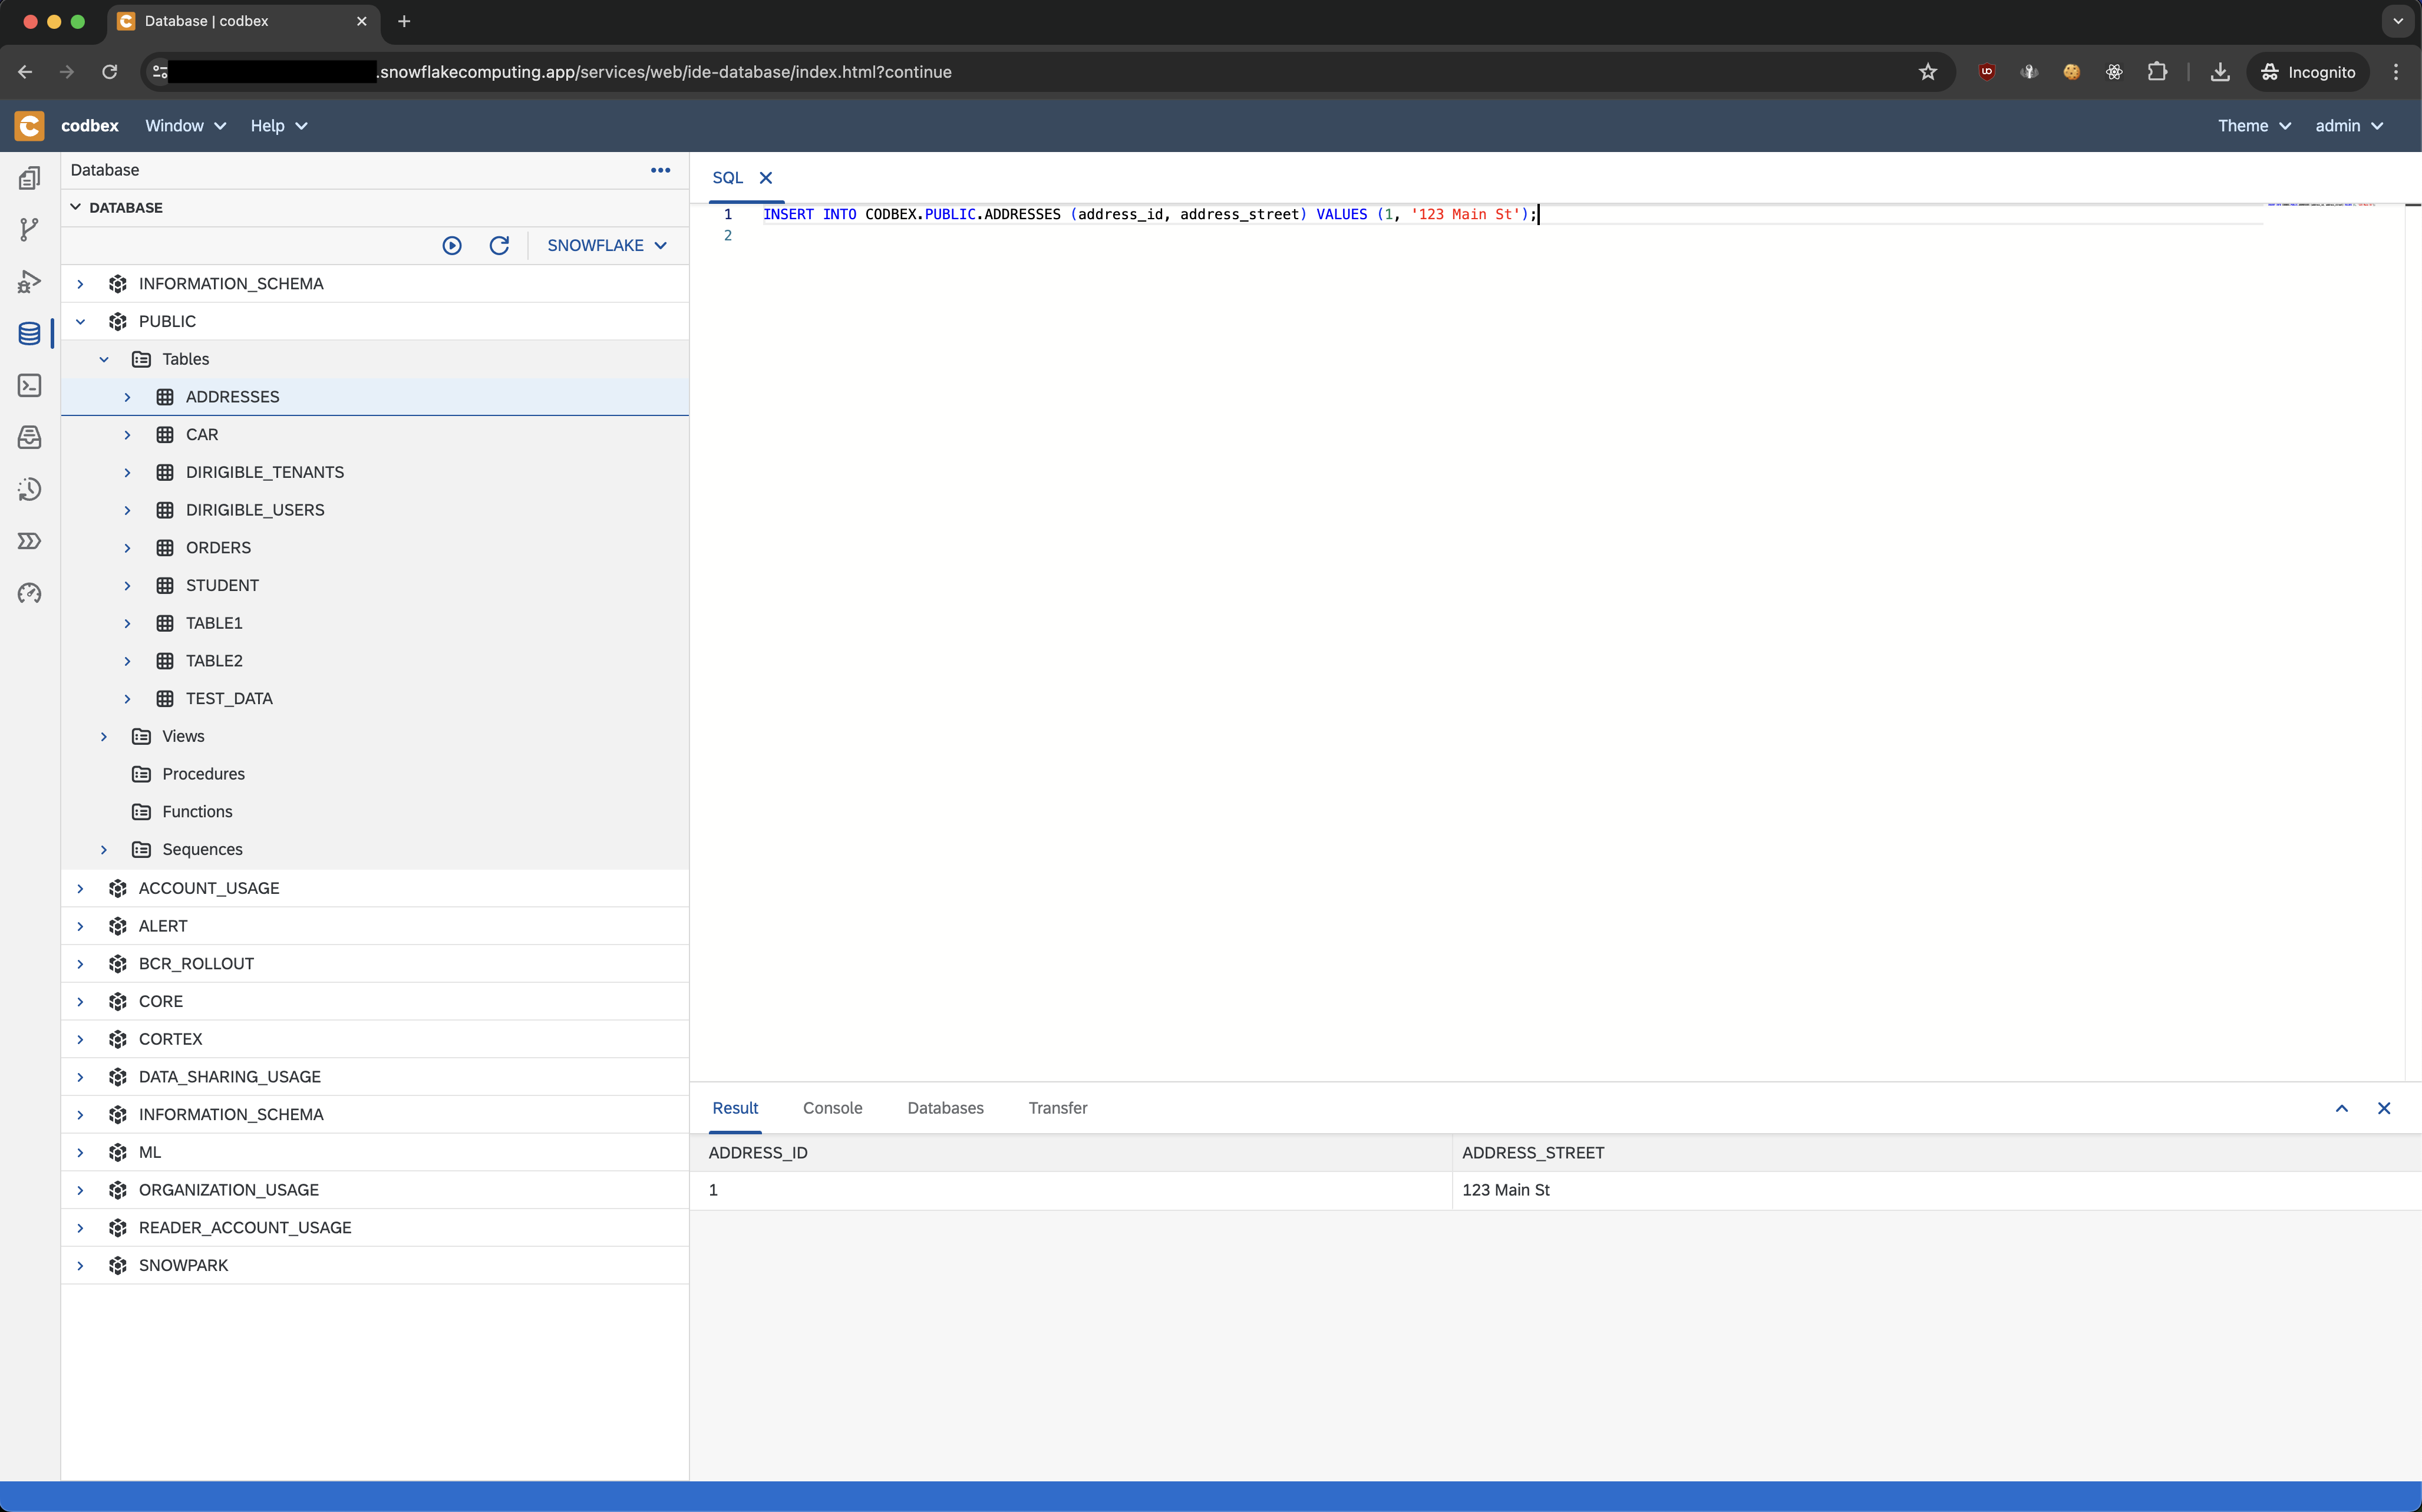 Database | codbex
.snowflakecomputing.app/services/web/ide-database/index.html?continue
Incognito
codbex Window Help Theme admin
Database
SQL
DATABASE
1 INSERT INTO CODBEX.PUBLIC.ADDRESSES (address_id, address_street) VALUES (1, '123 Main St');
2
SNOWFLAKE
INFORMATION_SCHEMA
PUBLIC
Tables
ADDRESSES
CAR
DIRIGIBLE_TENANTS
DIRIGIBLE_USERS
ORDERS
STUDENT
TABLE1
TABLE2
TEST_DATA
Views
Procedures
Functions
Sequences
ACCOUNT_USAGE
ALERT
BCR_ROLLOUT
CORE
CORTEX
DATA_SHARING_USAGE
INFORMATION_SCHEMA
ML
ORGANIZATION_USAGE
READER_ACCOUNT_USAGE
SNOWPARK
Result Console Databases Transfer
ADDRESS_ID ADDRESS_STREET
1 123 Main St